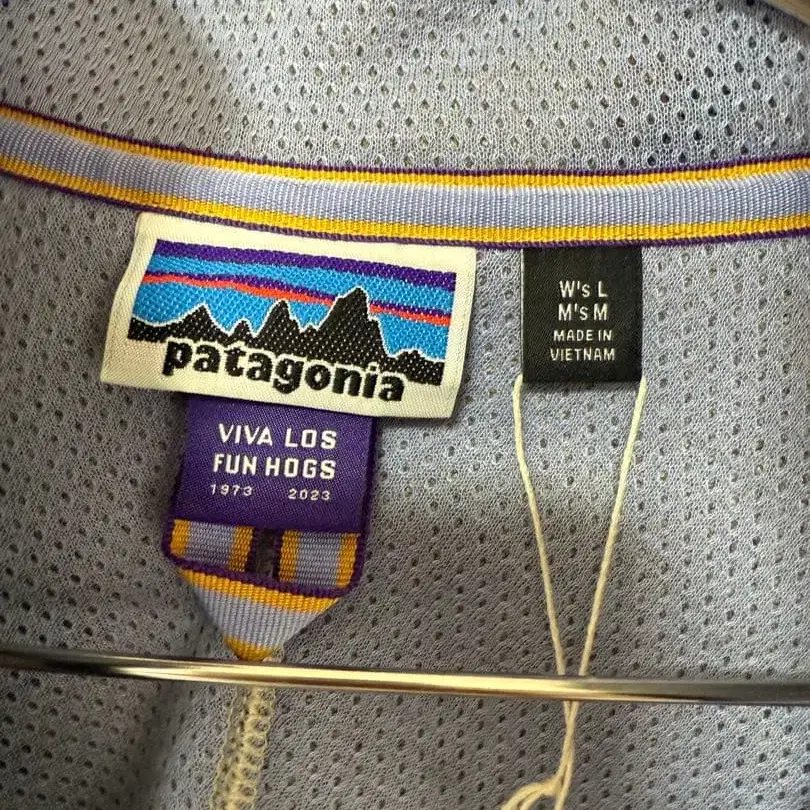 patagonia
VIVA LOS
FUN HOGS
1973 2023
W's L
M's M
MADE IN
VIETNAM